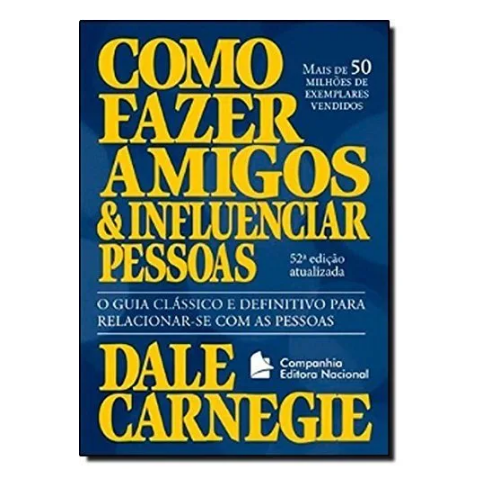 COMO
FAZER
AMIGOS
& INFLUENCIAR
PESSOAS
MAIS DE 50
MILHÕES DE
EXEMPLARES
VENDIDOS
52ª edição
atualizada
O GUIA CLÁSSICO E DEFINITIVO PARA
RELACIONAR-SE COM AS PESSOAS
DALE
CARNEGIE
Companhia
Editora Nacional